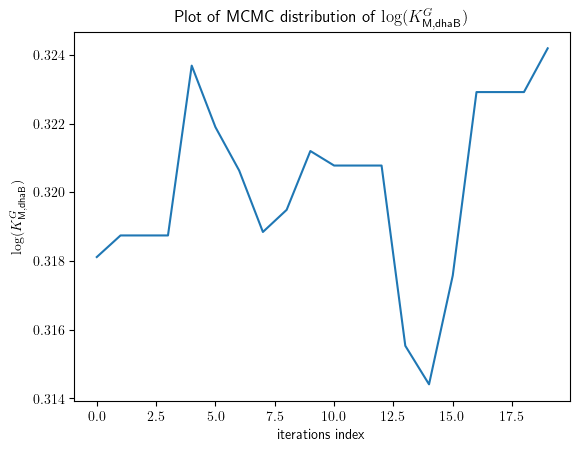 Plot of MCMC distribution of log(K^G_M,dhaB)
log(K^G_M,dhaB)
0.324
0.322
0.320
0.318
0.316
0.314
0.0 2.5 5.0 7.5 10.0 12.5 15.0 17.5
iterations index